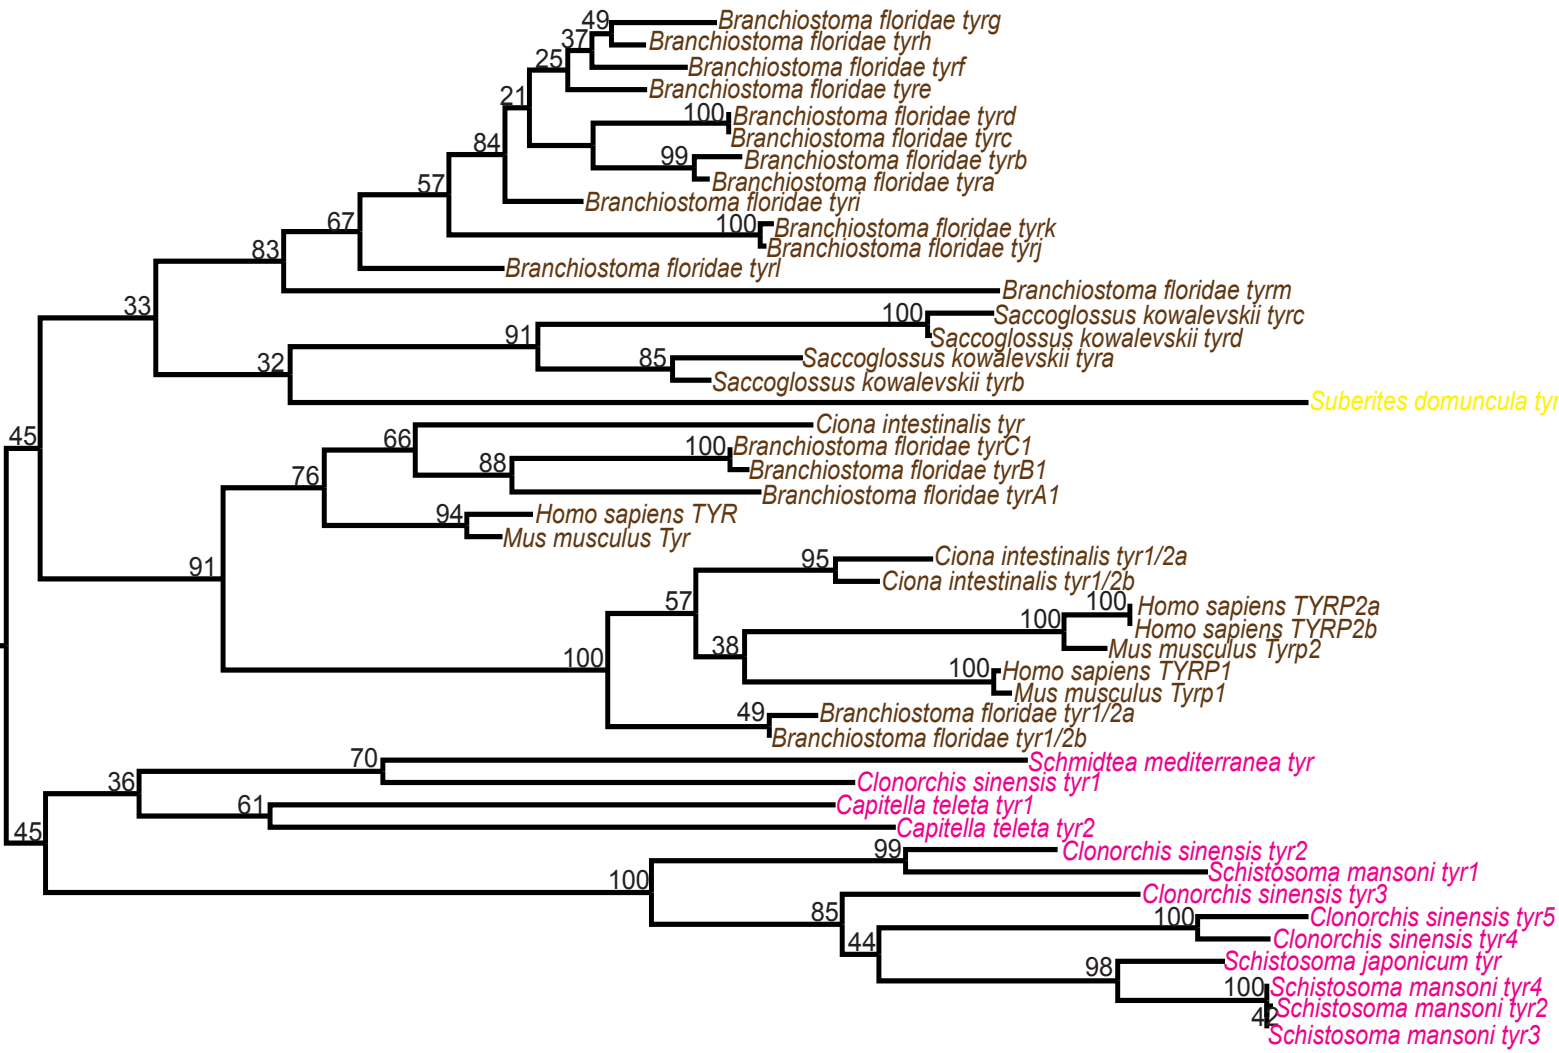 49
Branchiostoma floridae tyrg
37
Branchiostoma floridae tyrh
25
Branchiostoma floridae tyrf
Branchiostoma floridae tyre
21
100
Branchiostoma floridae tyrd
Branchiostoma floridae tyrc
84
99
Branchiostoma floridae tyrb
Branchiostoma floridae tyra
57
Branchiostoma floridae tyri
67
100
Branchiostoma floridae tyrk
Branchiostoma floridae tyrj
83
Branchiostoma floridae tyrl
Branchiostoma floridae tyrm
33
100
Saccoglossus kowalevskii tyrc
Saccoglossus kowalevskii tyrd
91
85
Saccoglossus kowalevskii tyra
32
Saccoglossus kowalevskii tyrb
Suberites domuncula tyr
45
66
Ciona intestinalis tyr
100
Branchiostoma floridae tyrC1
76
88
Branchiostoma floridae tyrB1
Branchiostoma floridae tyrA1
94
Homo sapiens TYR
Mus musculus Tyr
91
95
Ciona intestinalis tyr1/2a
Ciona intestinalis tyr1/2b
57
100
Homo sapiens TYRP2a
100
Homo sapiens TYRP2b
38
Mus musculus Tyrp2
100
100
Homo sapiens TYRP1
Mus musculus Tyrp1
49
Branchiostoma floridae tyr1/2a
Branchiostoma floridae tyr1/2b
70
Schmidtea mediterranea tyr
36
Clonorchis sinensis tyr1
61
Capitella teleta tyr1
45
Capitella teleta tyr2
99
Clonorchis sinensis tyr2
100
Schistosoma mansoni tyr1
85
Clonorchis sinensis tyr3
100
Clonorchis sinensis tyr5
44
Clonorchis sinensis tyr4
98
Schistosoma japonicum tyr
100
Schistosoma mansoni tyr4
42
Schistosoma mansoni tyr2
Schistosoma mansoni tyr3